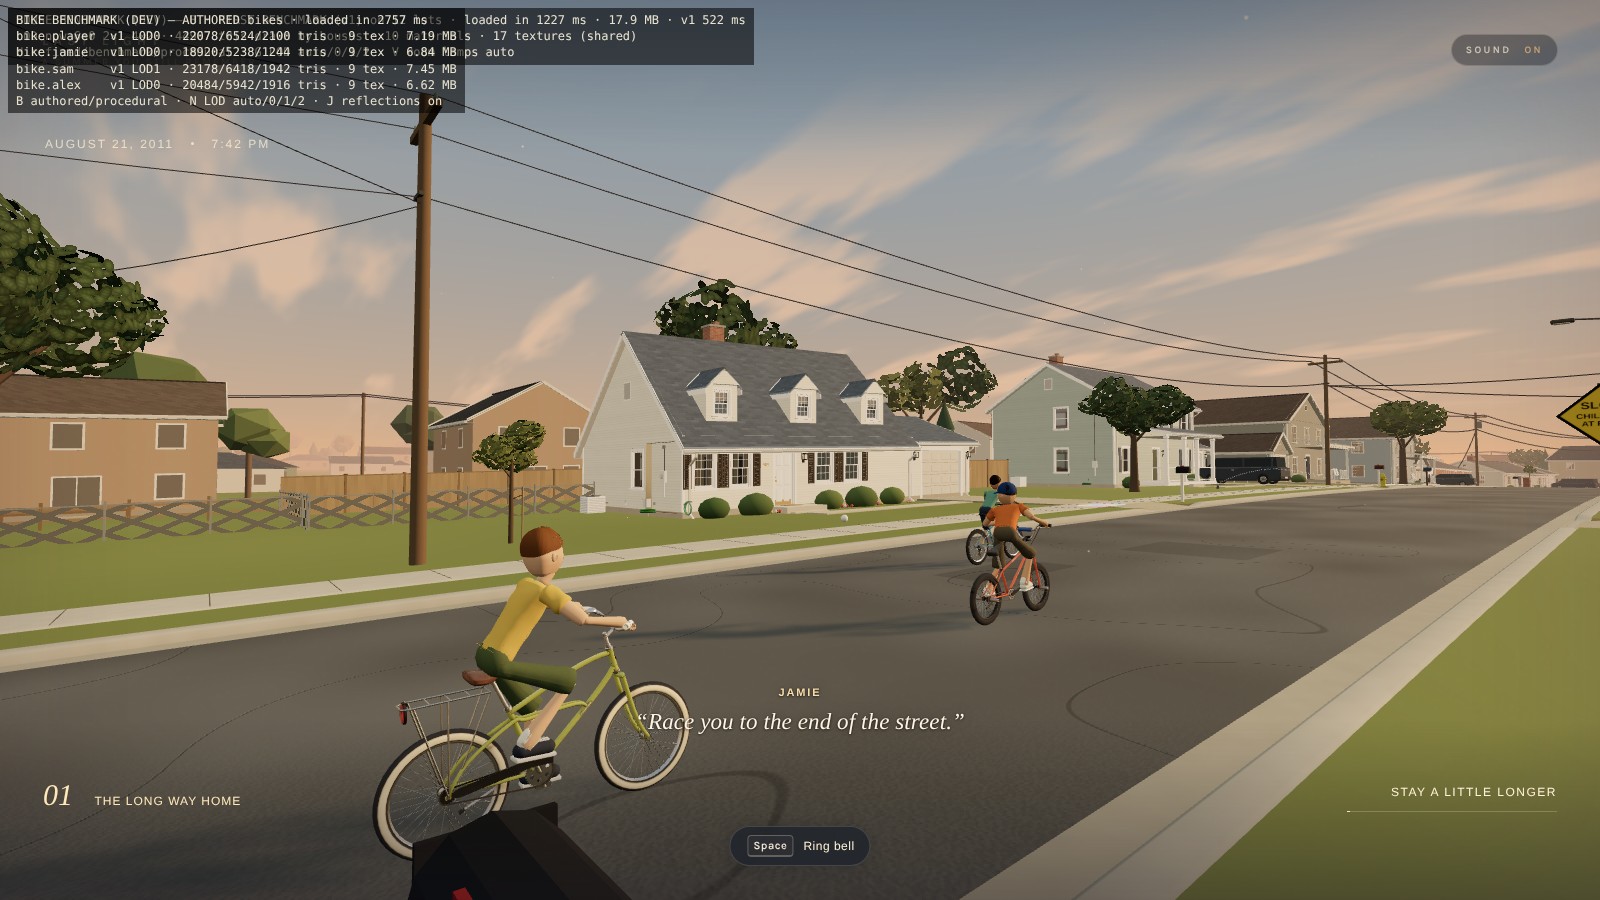 BIKE BENCHMARK (DEV) — AUTHORED bikes · loaded in 2757 ms · loaded in 1227 ms · 17.9 MB · v1 522 ms
bike.player v1 LOD0 · 22078/6524/2100 tris · 9 tex · 7.19 MB · 17 textures (shared)
bike.jamie v1 LOD0 · 18920/5238/1244 tris · 9 tex · 6.84 MB
bike.sam v1 LOD1 · 23178/6418/1942 tris · 9 tex · 7.45 MB
bike.alex v1 LOD0 · 20484/5942/1916 tris · 9 tex · 6.62 MB
B authored/procedural · N LOD auto/0/1/2 · J reflections on
SOUND ON
AUGUST 21, 2011 • 7:42 PM
JAMIE
“Race you to the end of the street.”
01 THE LONG WAY HOME
STAY A LITTLE LONGER
Space Ring bell